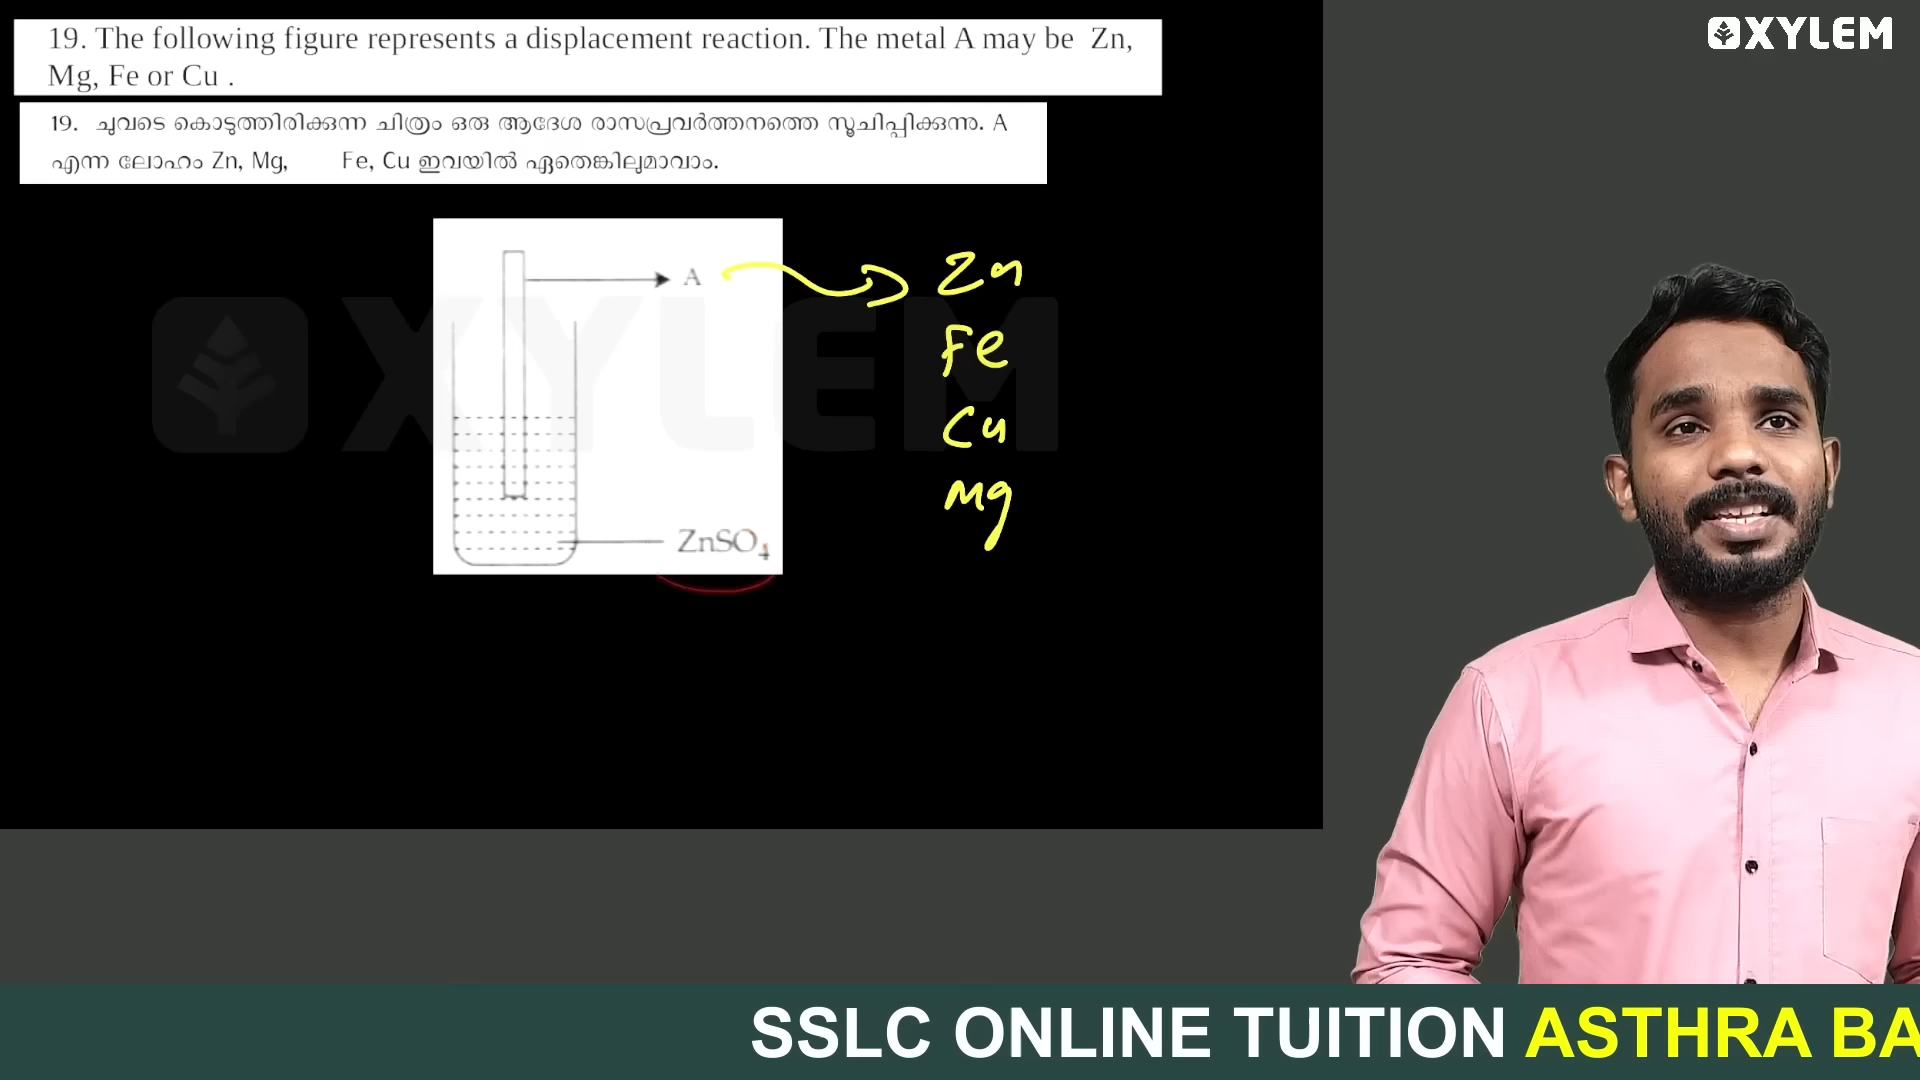 XYLEM
19. The following figure represents a displacement reaction. The metal A may be Zn,
Mg, Fe or Cu .
19. ചുവടെ കൊടുത്തിരിക്കുന്ന ചിത്രം ഒരു ആദേശ രാസപ്രവർത്തനത്തെ സൂചിപ്പിക്കുന്നു. A
എന്ന ലോഹം Zn, Mg, Fe, Cu ഇവയിൽ ഏതെങ്കിലുമാവാം.
A
Zn
Fe
Cu
Mg
XYLEM
ZnSO4
SSLC ONLINE TUITION ASTHRA BA